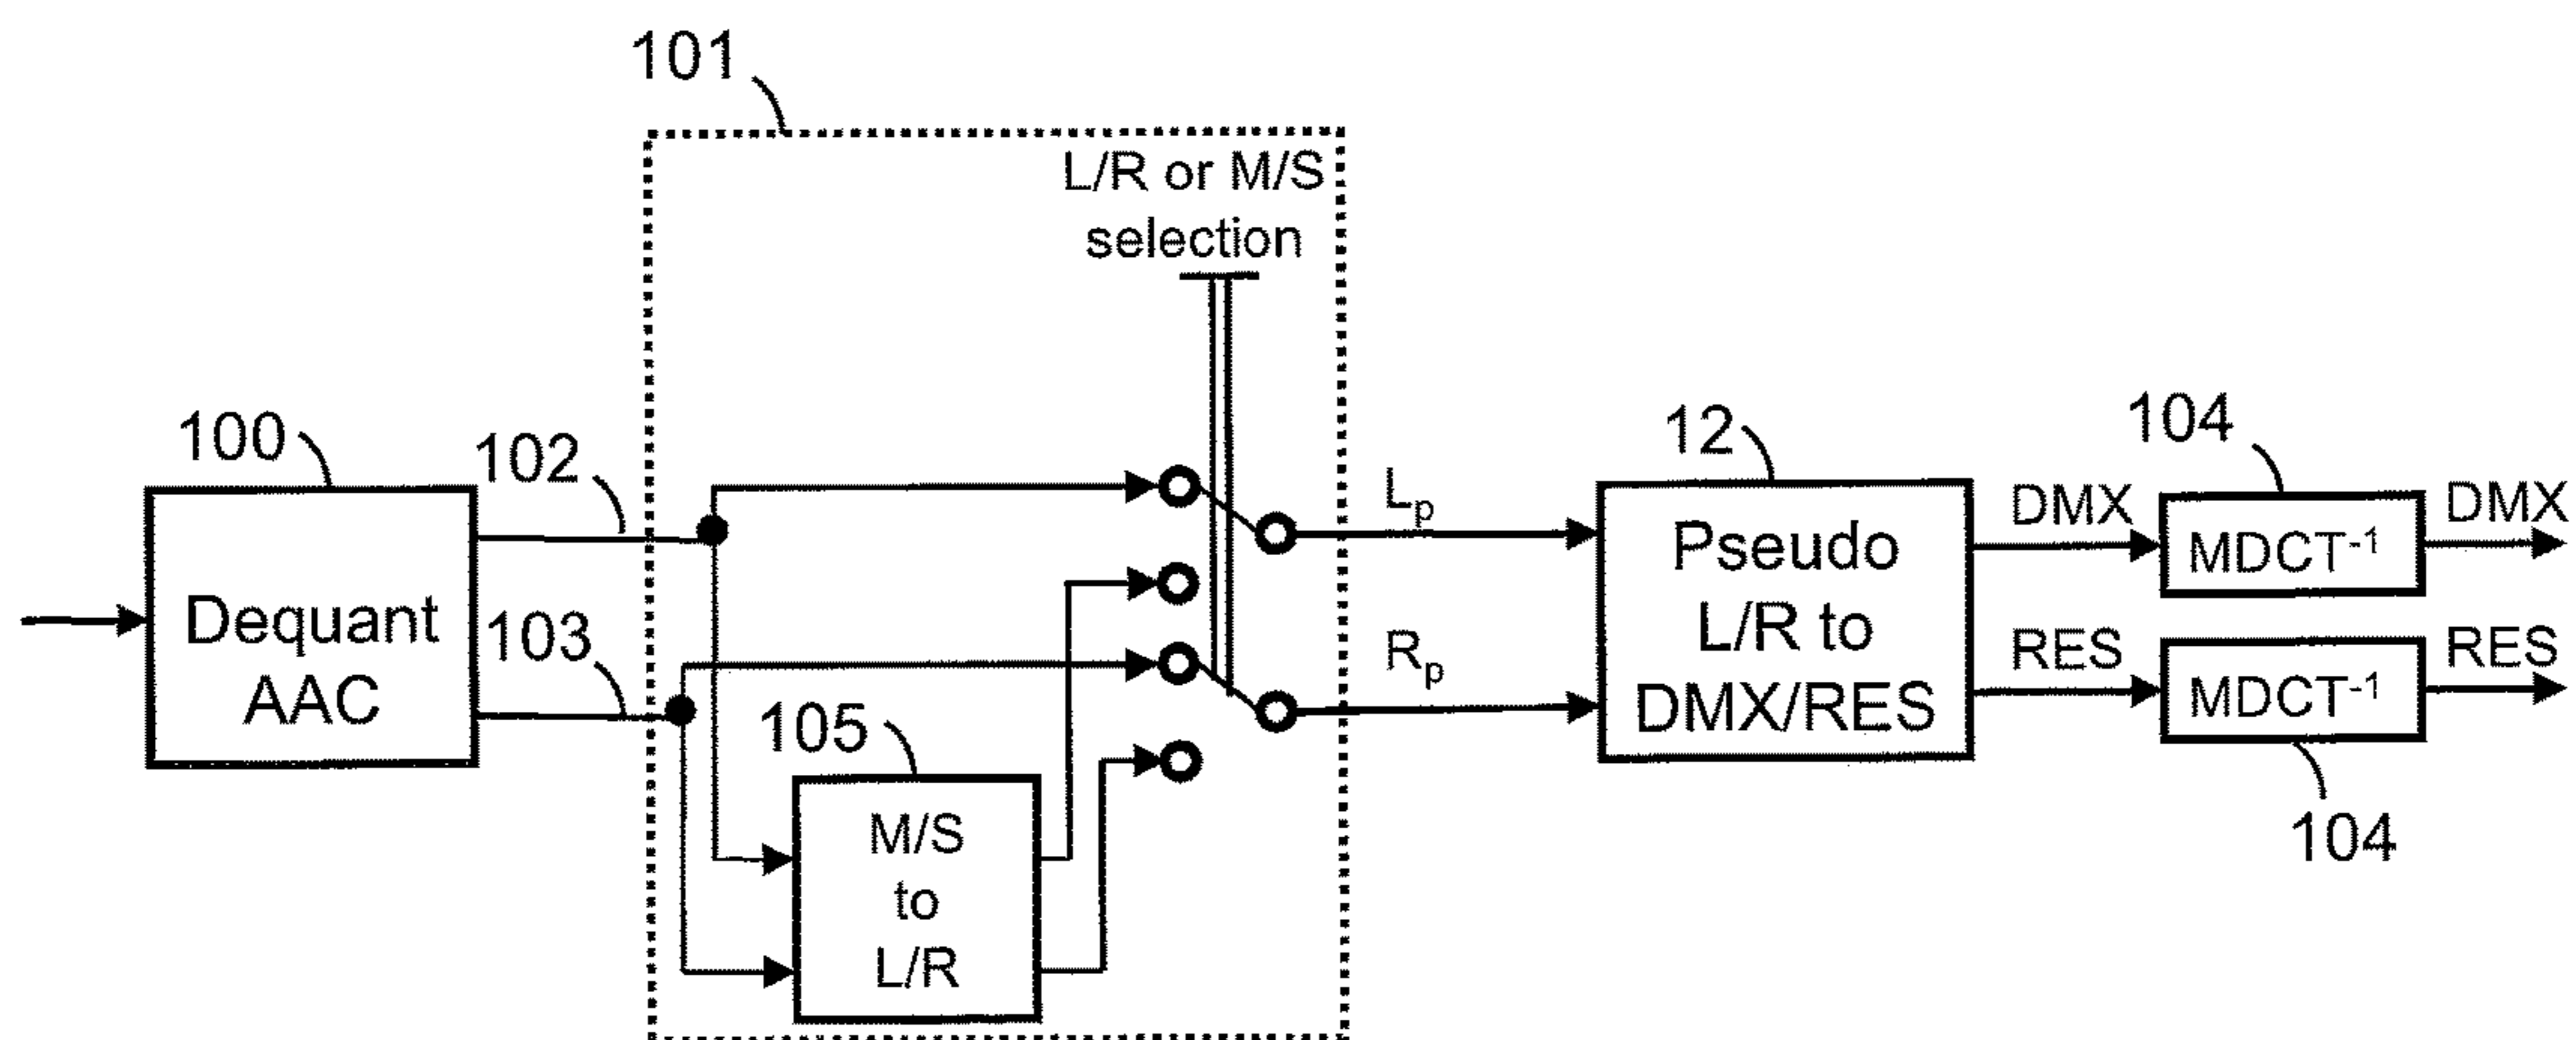 101
L/R or M/S
selection
100
102
103
Dequant
AAC
105
M/S
to
L/R
Lp
Rp
12
Pseudo
L/R to
DMX/RES
DMX
RES
104
MDCT-1
MDCT-1
104
DMX
RES